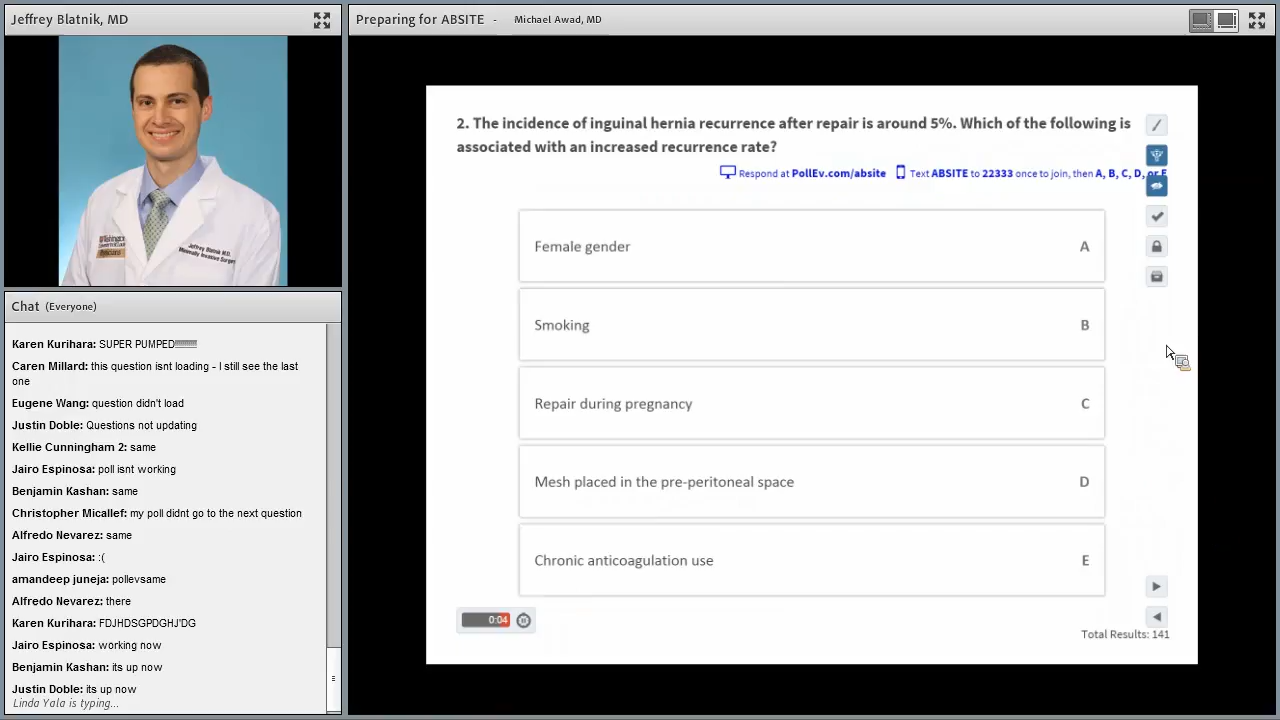 Jeffrey Blatnik, MD
Jeffrey Blatnik M.D.
Minimally Invasive Surgery
Chat (Everyone)
Karen Kurihara: SUPER PUMPED!!!!!!!!!!!!
Caren Millard: this question isnt loading - I still see the last
one
Eugene Wang: question didn't load
Justin Doble: Questions not updating
Kellie Cunningham 2: same
Jairo Espinosa: poll isnt working
Benjamin Kashan: same
Christopher Micallef: my poll didnt go to the next question
Alfredo Nevarez: same
Jairo Espinosa: :(
amandeep juneja: pollevsame
Alfredo Nevarez: there
Karen Kurihara: FDJHDSGPDGHJ'DG
Jairo Espinosa: working now
Benjamin Kashan: its up now
Justin Doble: its up now
Linda Yala is typing...
Preparing for ABSITE - Michael Awad, MD
2. The incidence of inguinal hernia recurrence after repair is around 5%. Which of the following is
associated with an increased recurrence rate?
Respond at PollEv.com/absite Text ABSITE to 22333 once to join, then A, B, C, D, or E
Female gender A
Smoking B
Repair during pregnancy C
Mesh placed in the pre-peritoneal space D
Chronic anticoagulation use E
0:04
Total Results: 141